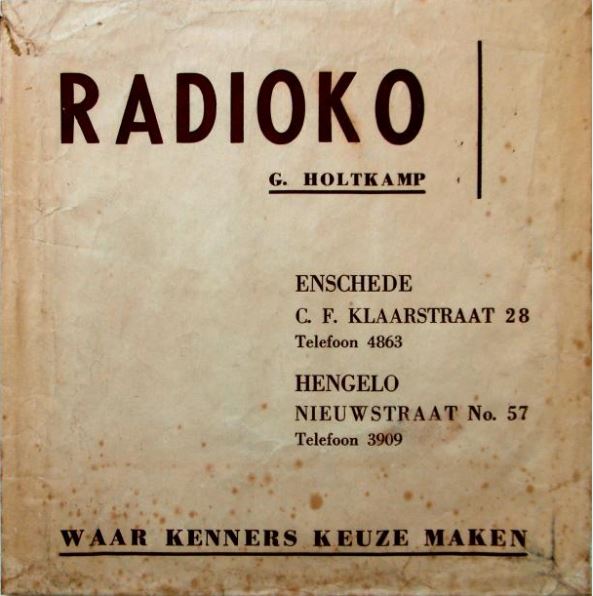 RADIOKO
G. HOLTKAMP
ENSCHEDE
C. F. KLAARSTRAAT 28
Telefoon 4863
HENGELO
NIEUWSTRAAT No. 57
Telefoon 3909
WAAR KENNERS KEUZE MAKEN